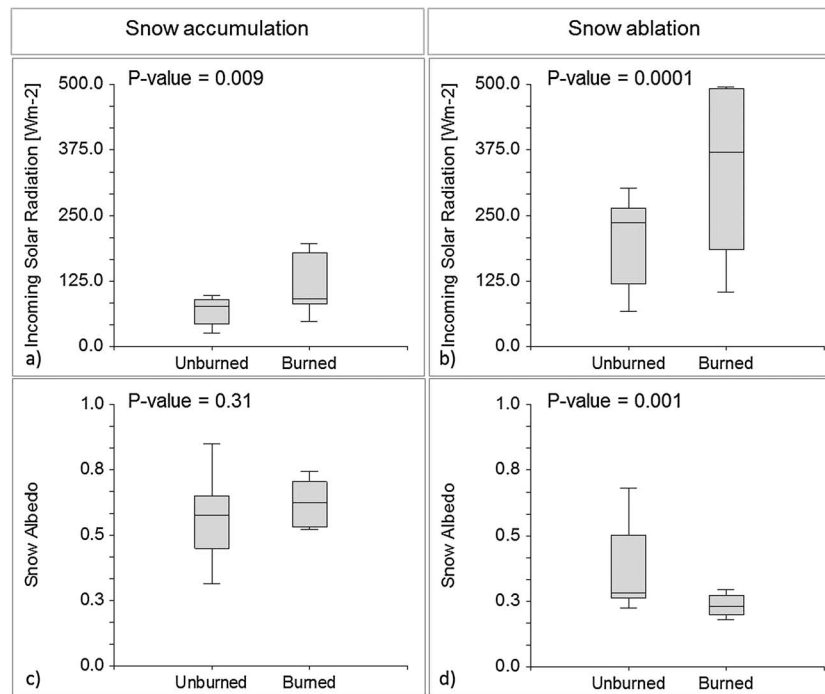 Snow accumulation
Snow ablation
P-value = 0.009
500.0
375.0
250.0
125.0
0.0
Incoming Solar Radiation [Wm-2]
a)
Unburned Burned
P-value = 0.0001
500.0
375.0
250.0
125.0
0.0
Incoming Solar Radiation [Wm-2]
b)
Unburned Burned
P-value = 0.31
1.0
0.8
0.5
0.3
0.0
Snow Albedo
c)
Unburned Burned
P-value = 0.001
1.0
0.8
0.5
0.3
0.0
Snow Albedo
d)
Unburned Burned